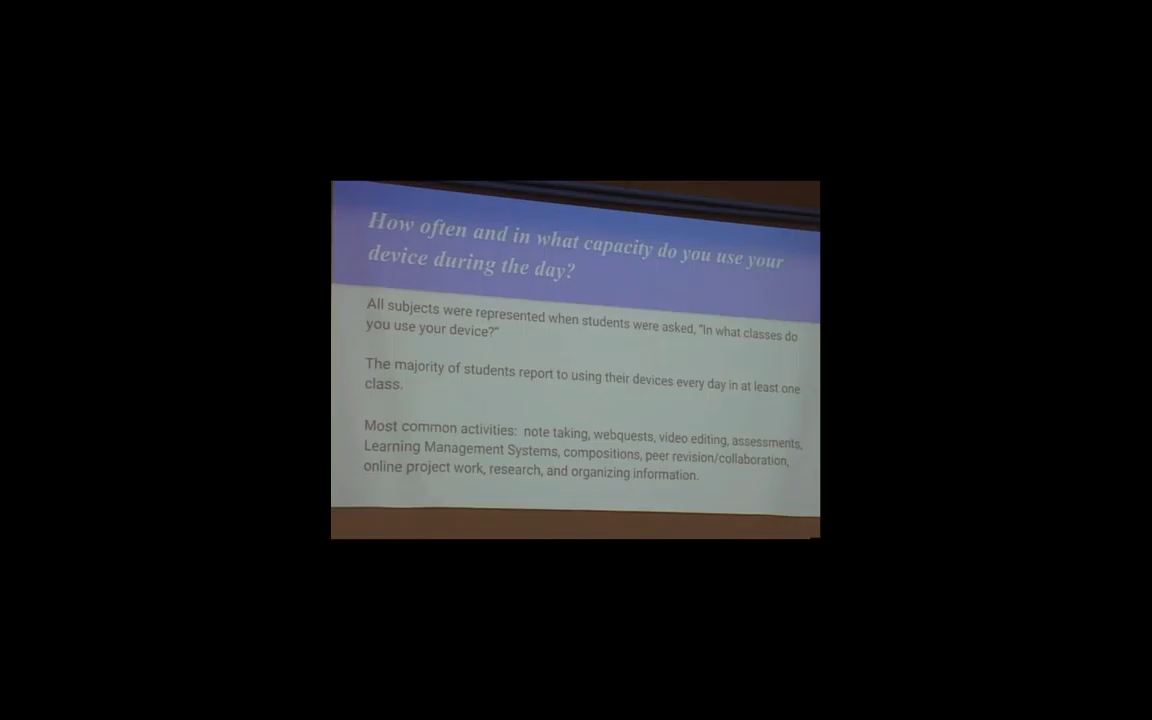 How often and in what capacity do you use your
device during the day?
All subjects were represented when students were asked, "In what classes do
you use your device?"
The majority of students report to using their devices every day in at least one
class.
Most common activities: note taking, webquests, video editing, assessments,
Learning Management Systems, compositions, peer revision/collaboration,
online project work, research, and organizing information.